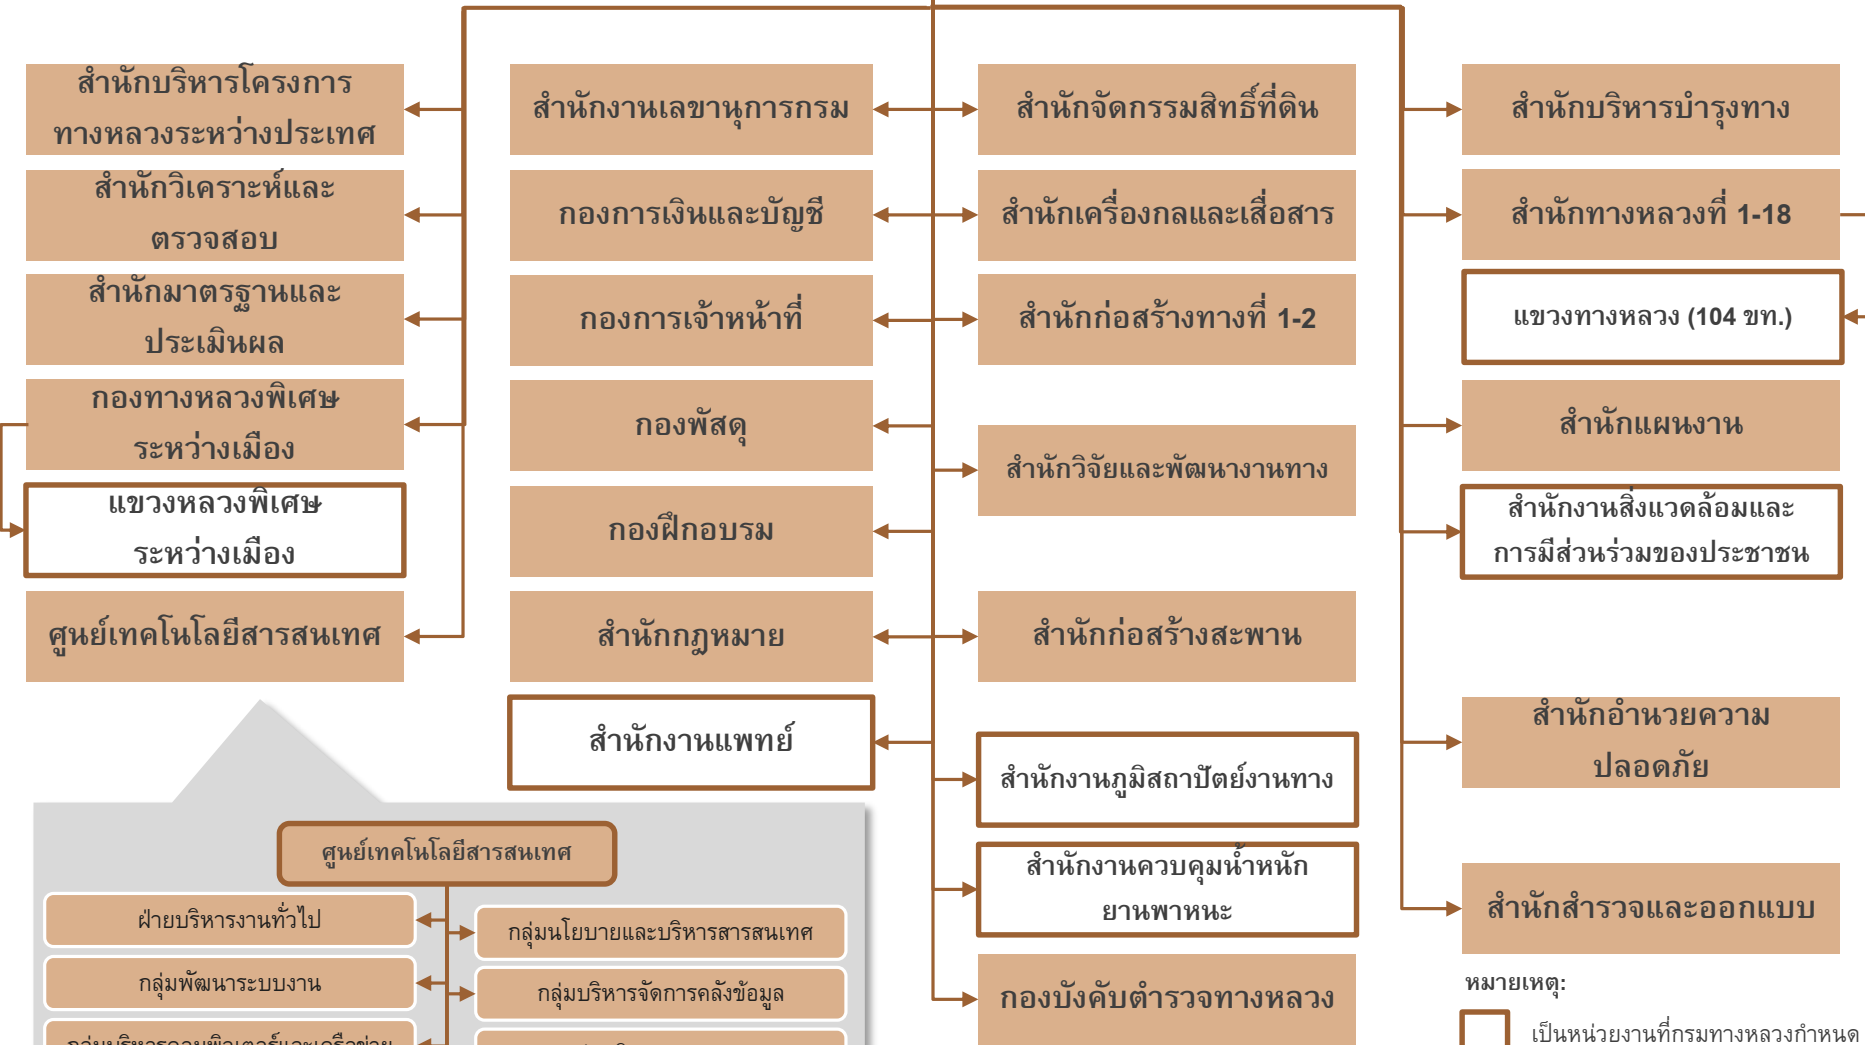 สำนักบริหารโครงการ
ทางหลวงระหว่างประเทศ
สำนักวิเคราะห์และ
ตรวจสอบ
สำนักมาตรฐานและ
ประเมินผล
กองทางหลวงพิเศษ
ระหว่างเมือง
แขวงหลวงพิเศษ
ระหว่างเมือง
ศูนย์เทคโนโลยีสารสนเทศ
สำนักงานเลขานุการกรม
กองการเงินและบัญชี
กองการเจ้าหน้าที่
กองพัสดุ
กองฝึกอบรม
สำนักกฎหมาย
สำนักงานแพทย์
สำนักจัดกรรมสิทธิ์ที่ดิน
สำนักเครื่องกลและเสื่อสาร
สำนักก่อสร้างทางที่ 1-2
สำนักวิจัยและพัฒนางานทาง
สำนักก่อสร้างสะพาน
สำนักงานภูมิสถาปัตย์งานทาง
สำนักงานควบคุมน้ำหนัก
ยานพาหนะ
กองบังคับตำรวจทางหลวง
สำนักบริหารบำรุงทาง
สำนักทางหลวงที่ 1-18
แขวงทางหลวง (104 ขท.)
สำนักแผนงาน
สำนักงานสิ่งแวดล้อมและ
การมีส่วนร่วมของประชาชน
สำนักอำนวยความ
ปลอดภัย
สำนักสำรวจและออกแบบ
หมายเหตุ:
เป็นหน่วยงานที่กรมทางหลวงกำหนด
ศูนย์เทคโนโลยีสารสนเทศ
ฝ่ายบริหารงานทั่วไป
กลุ่มพัฒนาระบบงาน
กลุ่มบริหารคอมพิวเตอร์และเครือข่าย
กลุ่มนโยบายและบริหารสารสนเทศ
กลุ่มบริหารจัดการคลังข้อมูล